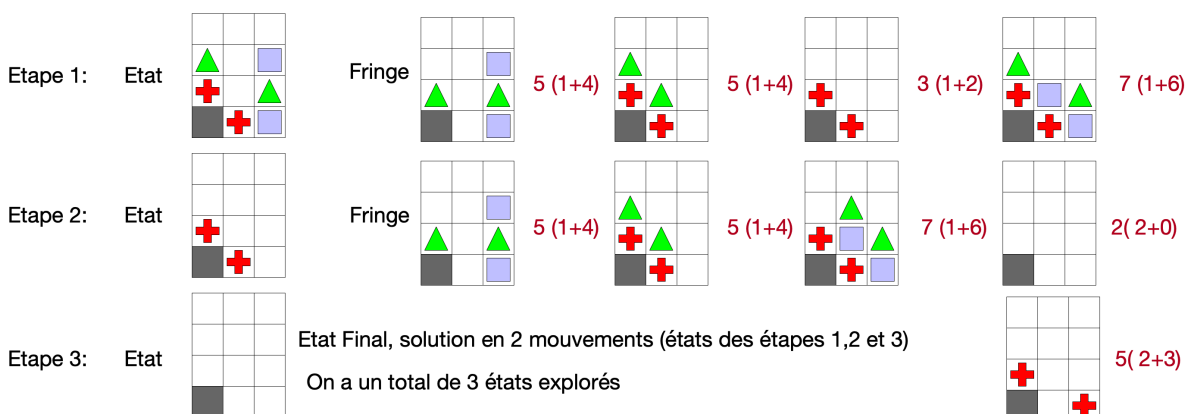 Etape 1: Etat Fringe 5 (1+4) 5 (1+4) 3 (1+2) 7 (1+6)
Etape 2: Etat Fringe 5 (1+4) 5 (1+4) 7 (1+6) 2( 2+0)
Etat Final, solution en 2 mouvements (états des étapes 1,2 et 3)
Etape 3: Etat 5( 2+3)
On a un total de 3 états explorés